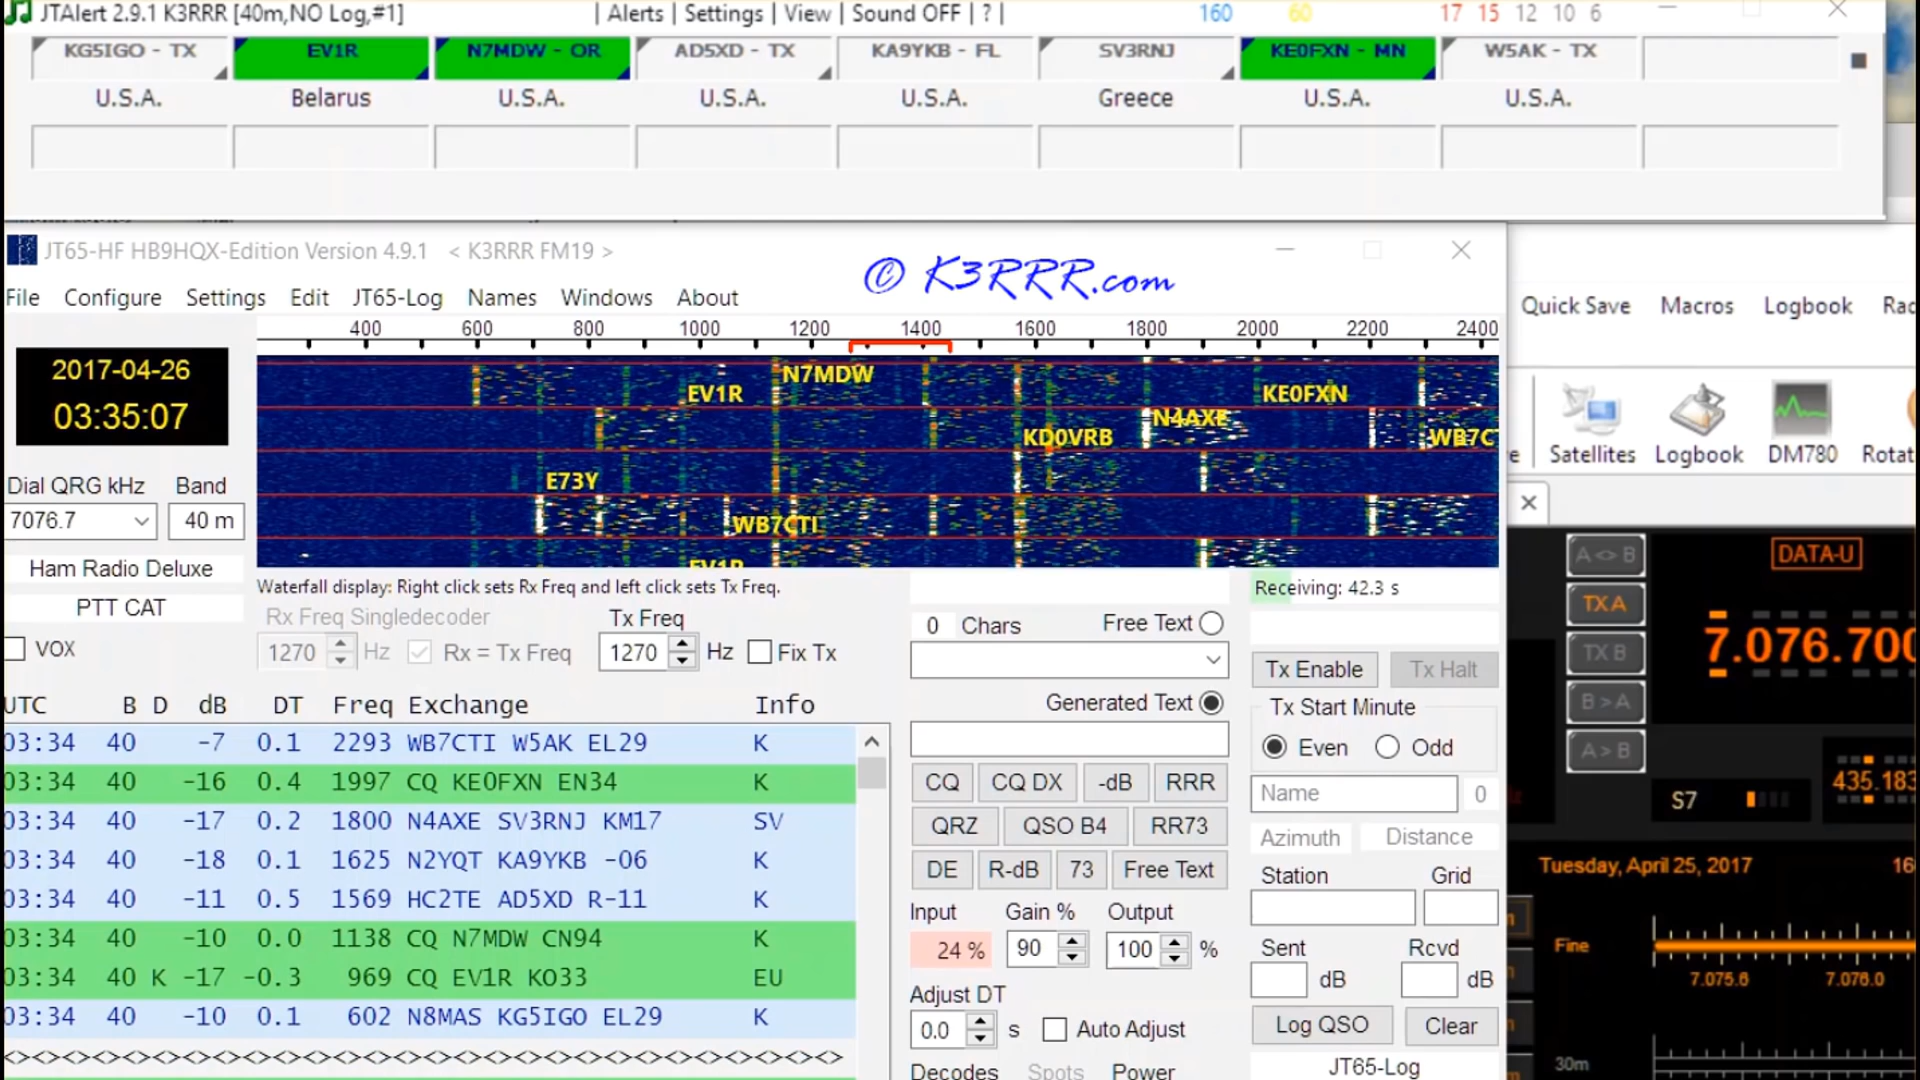 JTAlert 2.9.1 K3RRR [40m,NO Log,#1] | Alerts | Settings | View | Sound OFF | ? | 160 60 17 15 12 10 6
KG5IGO - TX EV1R N7MDW - OR AD5XD - TX KA9YKB - FL SV3RNJ KE0FXN - MN W5AK - TX
U.S.A. Belarus U.S.A. U.S.A. U.S.A. Greece U.S.A. U.S.A.
JT65-HF HB9HQX-Edition Version 4.9.1 < K3RRR FM19 >
© K3RRR.com
File Configure Settings Edit JT65-Log Names Windows About
Quick Save Macros Logbook
400 600 800 1000 1200 1400 1600 1800 2000 2200 2400
2017-04-26
03:35:07
N7MDW
EV1R KE0FXN
N4AXE
KD0VRB WB7C
E73Y
WB7CTI
EV1R
Satellites Logbook DM780
Dial QRG kHz Band
7076.7 40 m
Ham Radio Deluxe
PTT CAT
VOX
Waterfall display: Right click sets Rx Freq and left click sets Tx Freq.
Rx Freq Singledecoder Tx Freq
1270 Hz Rx = Tx Freq 1270 Hz Fix Tx
UTC B D dB DT Freq Exchange Info
03:34 40 -7 0.1 2293 WB7CTI W5AK EL29 K
03:34 40 -16 0.4 1997 CQ KE0FXN EN34 K
03:34 40 -17 0.2 1800 N4AXE SV3RNJ KM17 SV
03:34 40 -18 0.1 1625 N2YQT KA9YKB -06 K
03:34 40 -11 0.5 1569 HC2TE AD5XD R-11 K
03:34 40 -10 0.0 1138 CQ N7MDW CN94 K
03:34 40 K -17 -0.3 969 CQ EV1R KO33 EU
03:34 40 -10 0.1 602 N8MAS KG5IGO EL29 K
<><><><><><><><><><><><><><><><><><><><><><><><><><>
0 Chars Free Text
Generated Text
CQ CQ DX -dB RRR
QRZ QSO B4 RR73
DE R-dB 73 Free Text
Input Gain % Output
24 % 90 100 %
Adjust DT
0.0 s Auto Adjust
Decodes Spots Power
Receiving: 42.3 s
Tx Enable Tx Halt
Tx Start Minute
Even Odd
Name 0
Azimuth Distance
Station Grid
Sent Rcvd
dB dB
Log QSO Clear
JT65-Log
A <> B
TX A
TX B
B > A
A > B
DATA-U
7.076.700
S7
435.183
Tuesday, April 25, 2017 16
Fine
7.075.6 7.076.0
30m